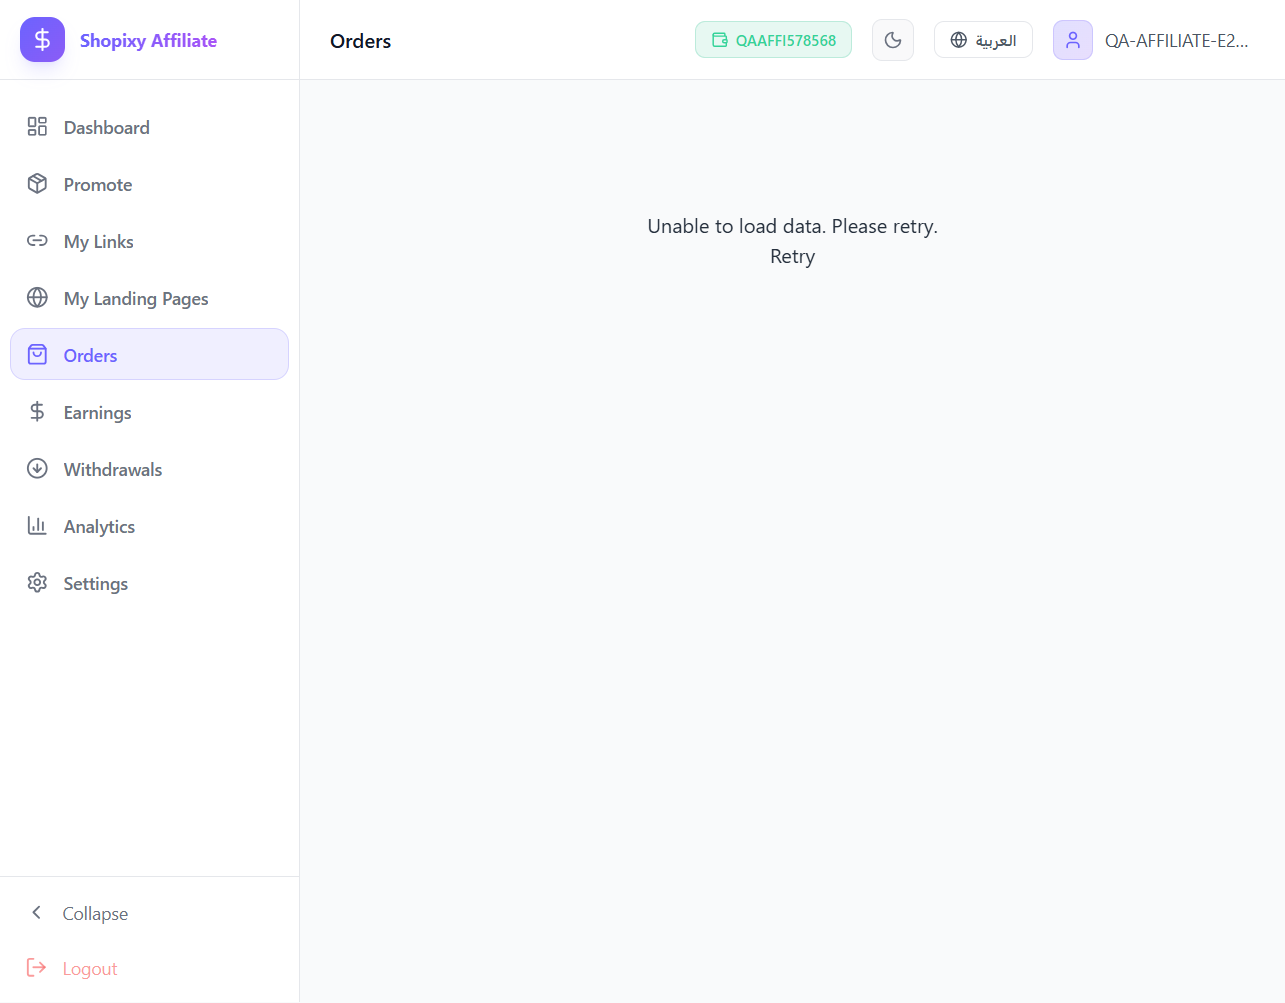 Shopixy Affiliate
Orders
QAAFFI578568
العربية
QA-AFFILIATE-E2...
Dashboard
Promote
My Links
My Landing Pages
Orders
Earnings
Withdrawals
Analytics
Settings
Unable to load data. Please retry.
Retry
Collapse
Logout